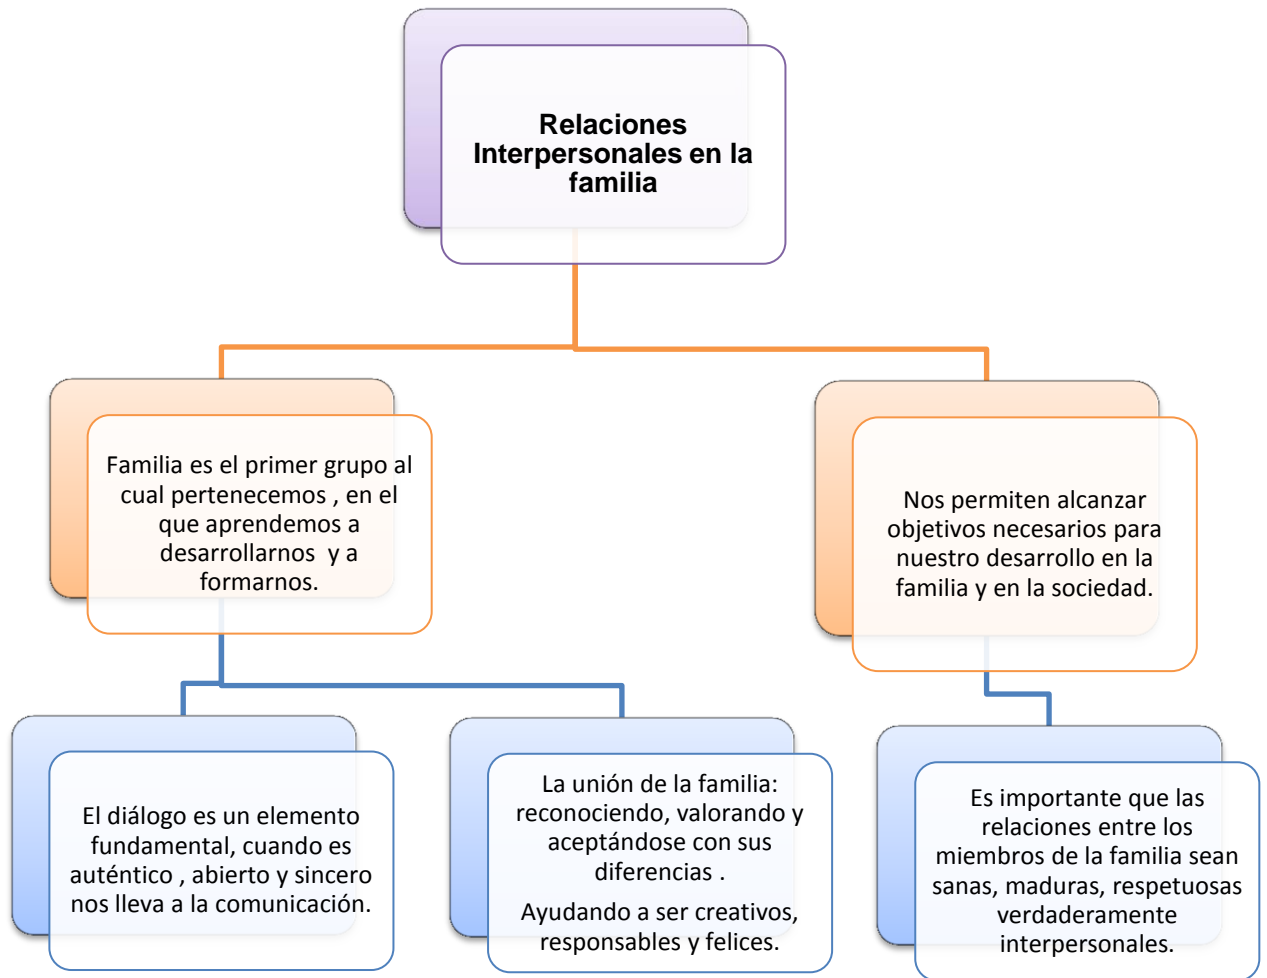 Relaciones
Interpersonales en la
familia
Familia es el primer grupo al
cual pertenecemos , en el
que aprendemos a
desarrollarnos  y a
formarnos.
Nos permiten alcanzar
objetivos necesarios para
nuestro desarrollo en la
familia y en la sociedad.
El diálogo es un elemento
fundamental, cuando es
auténtico , abierto y sincero
nos lleva a la comunicación.
La unión de la familia:
reconociendo, valorando y
aceptándose con sus
diferencias .
Ayudando a ser creativos,
responsables y felices.
Es importante que las
relaciones entre los
miembros de la familia sean
sanas, maduras, respetuosas
verdaderamente
interpersonales.